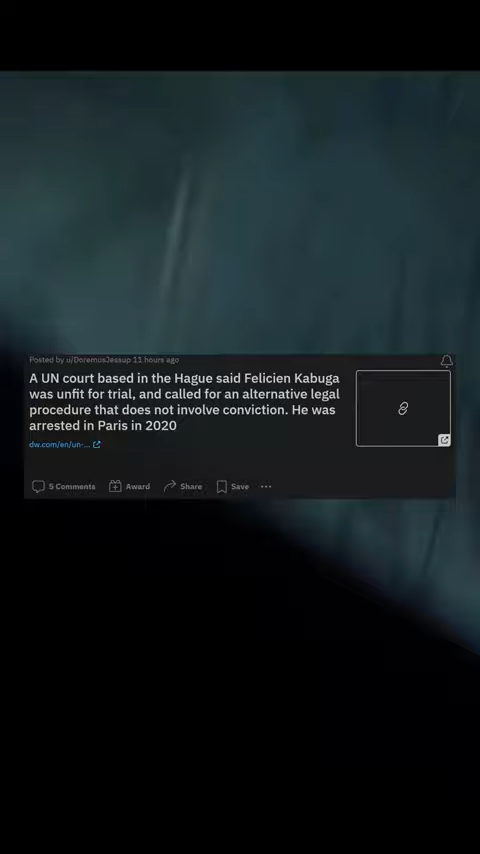 Posted by u/DoremusJessup 11 hours ago
A UN court based in the Hague said Felicien Kabuga
was unfit for trial, and called for an alternative legal
procedure that does not involve conviction. He was
arrested in Paris in 2020
dw.com/en/un-...
5 Comments Award Share Save